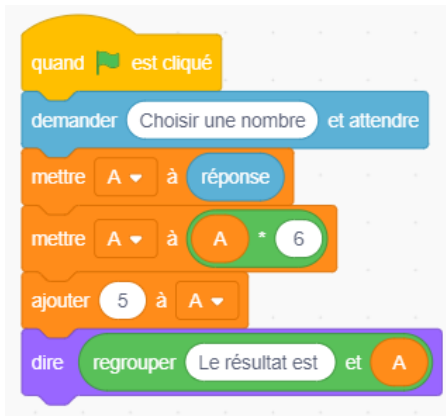 quand est cliqué
demander Choisir une nombre et attendre
mettre A à réponse
mettre A à A * 6
ajouter 5 à A
dire regrouper Le résultat est et A